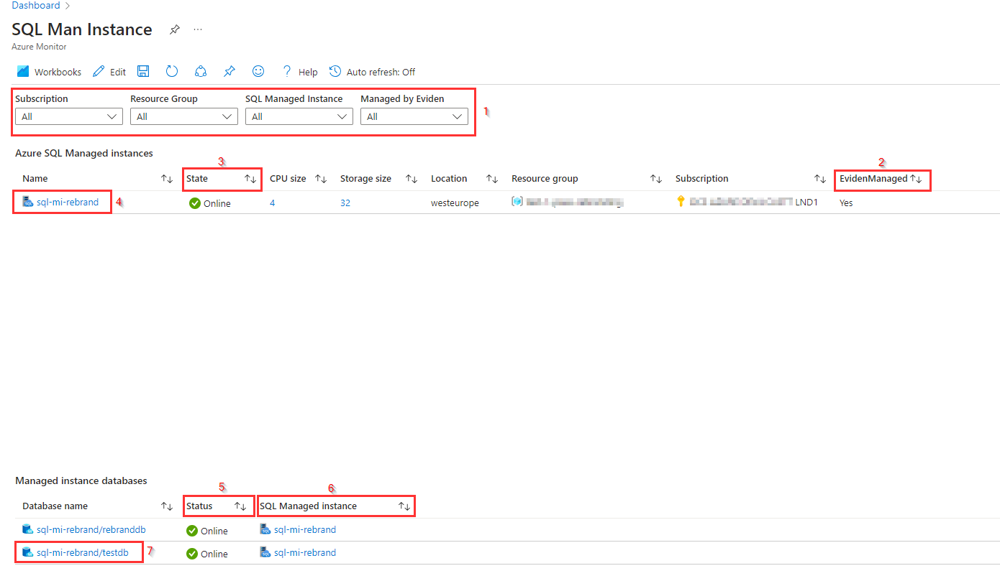 Dashboard
SQL Man Instance
Azure Monitor
Workbooks Edit Help Auto refresh: Off
Subscription Resource Group SQL Managed Instance Managed by Eviden
All All All All 1
Azure SQL Managed instances
3 2
Name State CPU size Storage size Location Resource group Subscription EvidenManaged
sql-mi-rebrand 4 Online 4 32 westeurope LND1 Yes
Managed instance databases
5 6
Database name Status SQL Managed instance
sql-mi-rebrand/rebranddb Online sql-mi-rebrand
sql-mi-rebrand/testdb 7 Online sql-mi-rebrand